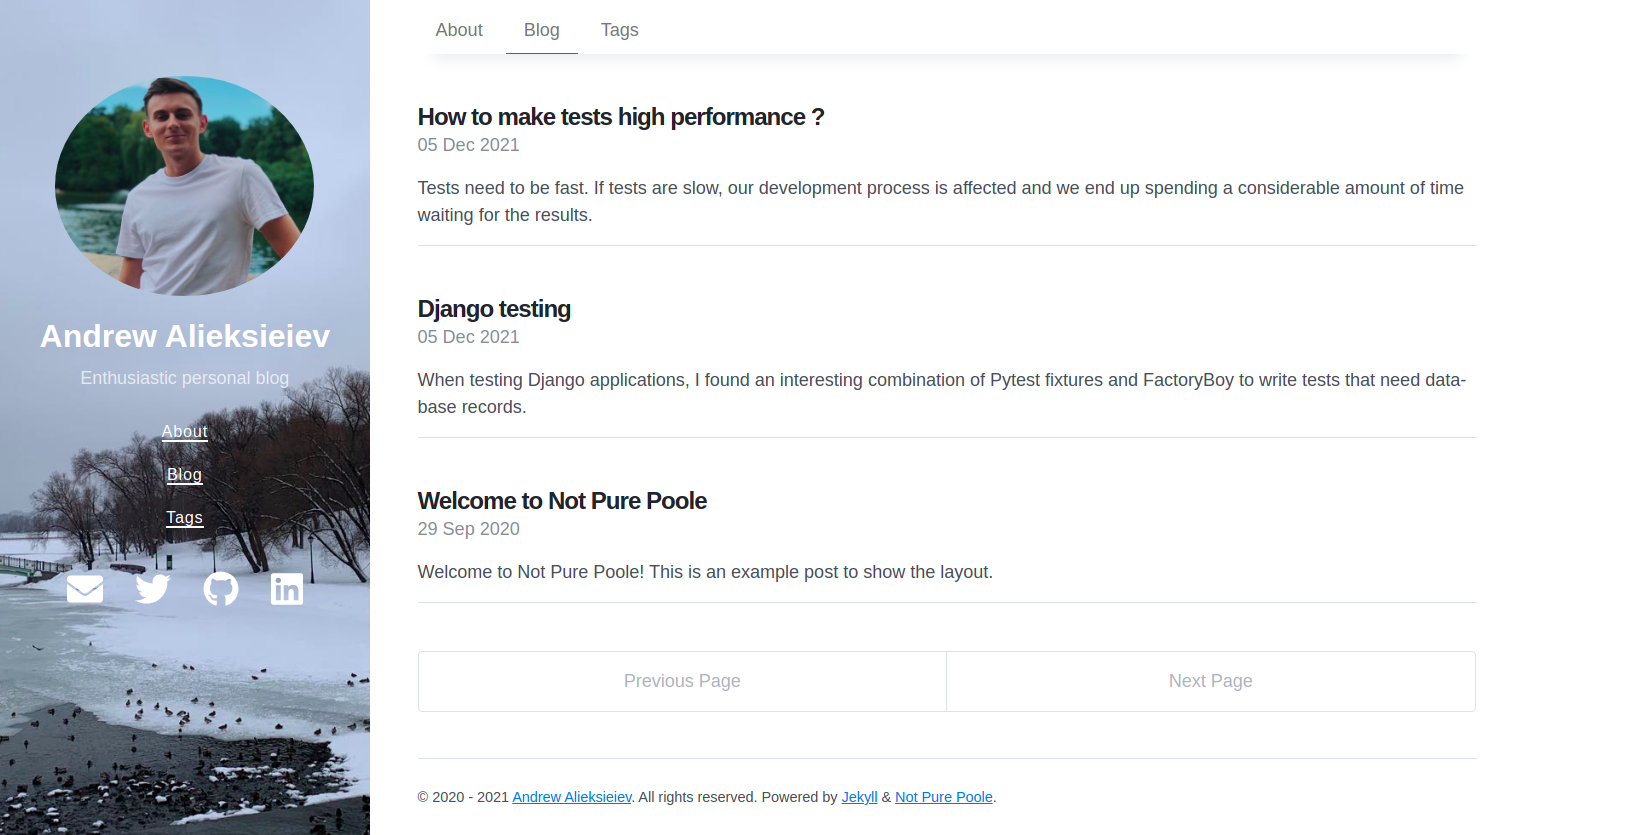 Andrew Alieksieiev
Enthusiastic personal blog
About
Blog
Tags
About Blog Tags
How to make tests high performance ?
05 Dec 2021
Tests need to be fast. If tests are slow, our development process is affected and we end up spending a considerable amount of time
waiting for the results.
Django testing
05 Dec 2021
When testing Django applications, I found an interesting combination of Pytest fixtures and FactoryBoy to write tests that need data-
base records.
Welcome to Not Pure Poole
29 Sep 2020
Welcome to Not Pure Poole! This is an example post to show the layout.
Previous Page Next Page
© 2020 - 2021 Andrew Alieksieiev. All rights reserved. Powered by Jekyll & Not Pure Poole.